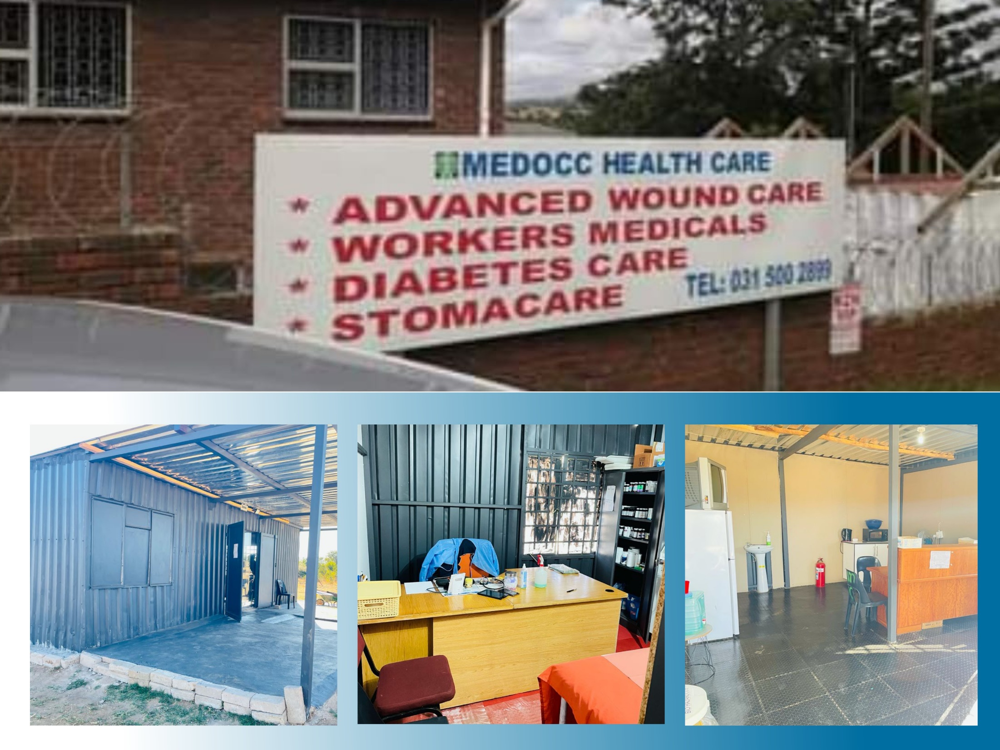 MEDOCC HEALTH CARE
* ADVANCED WOUND CARE
* WORKERS MEDICALS
* DIABETES CARE
* STOMACARE
TEL: 031 500 2899